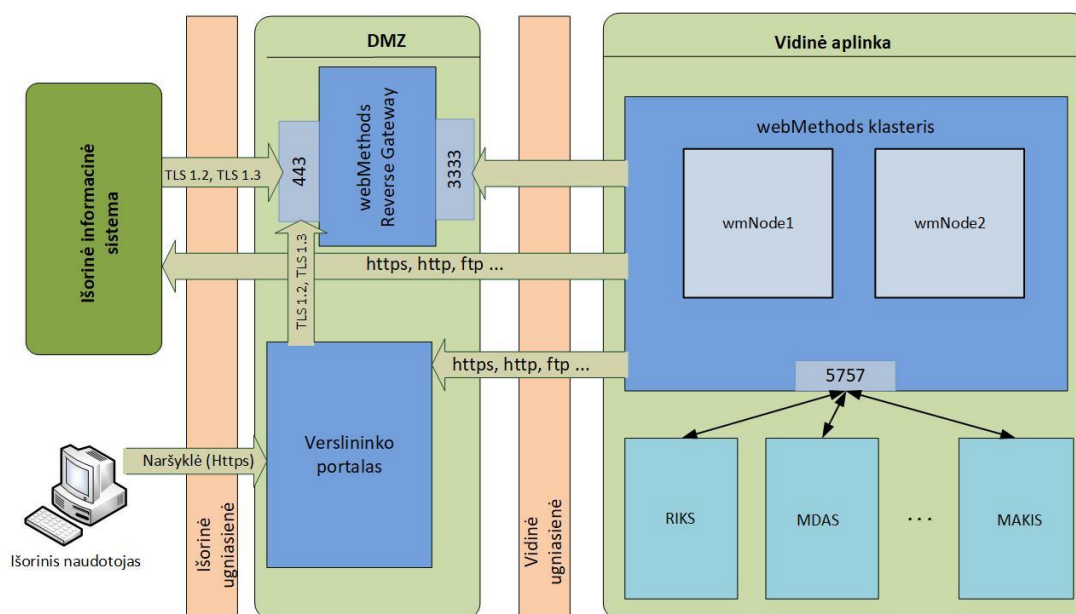 DMZ
Vidinė aplinka
Išorinė informacinė
sistema
TLS 1.2, TLS 1.3
443
webMethods
Reverse Gateway
3333
webMethods klasteris
wmNode1
wmNode2
https, http, ftp ...
TLS 1.2, TLS 1.3
https, http, ftp ...
5757
Verslininko
portalas
Naršyklė (Https)
Išorinis naudotojas
Išorinė
ugniasienė
Vidinė
ugniasienė
RIKS
MDAS
...
MAKIS